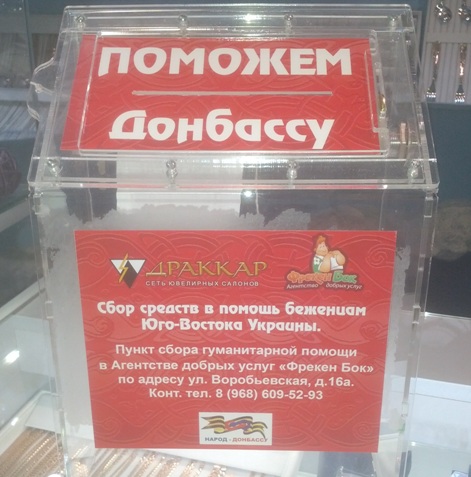 ПОМОЖЕМ
Донбассу
ДРАККАР
СЕТЬ ЮВЕЛИРНЫХ САЛОНОВ
Фрекен Бок
Агентство добрых услуг
Сбор средств в помощь беженцам
Юго-Востока Украины.
Пункт сбора гуманитарной помощи
в Агентстве добрых услуг «Фрекен Бок»
по адресу ул. Воробьевская, д.16а.
Конт. тел. 8 (968) 609-52-93
НАРОД - ДОНБАССУ